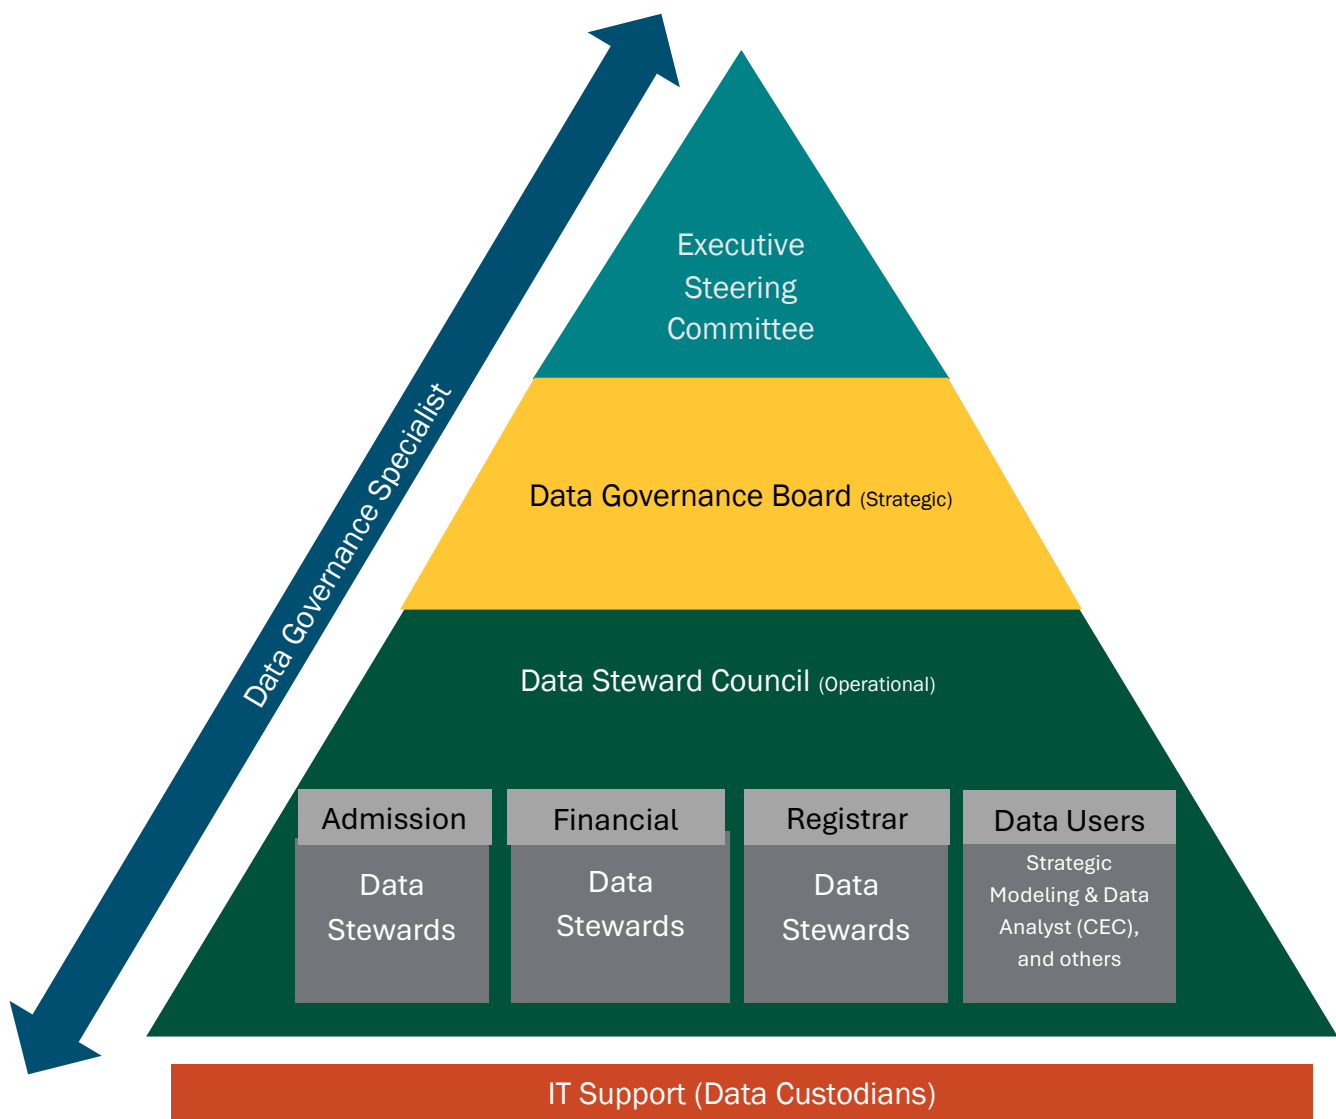 Executive
Steering
Committee
Data Governance Specialist
Data Governance Board (Strategic)
Data Steward Council (Operational)
Admission
Data
Stewards
Financial
Data
Stewards
Registrar
Data
Stewards
Data Users
Strategic
Modeling & Data
Analyst (CEC),
and others
IT Support (Data Custodians)